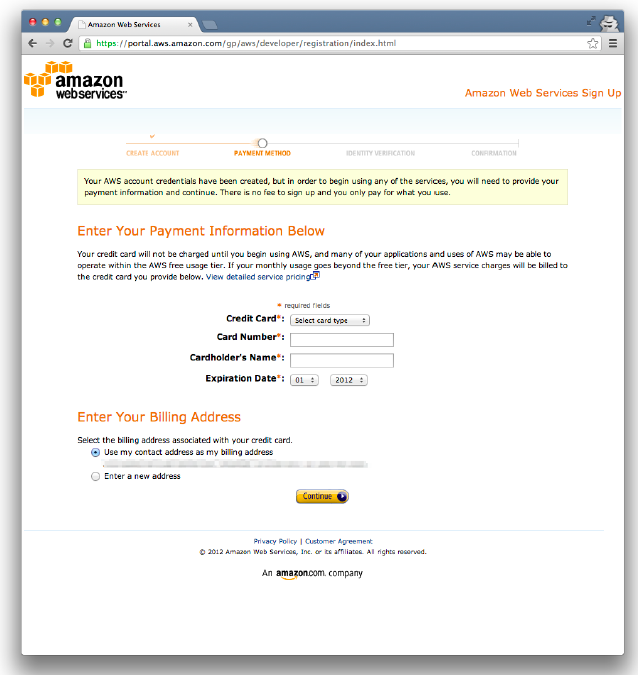 Amazon Web Services
https://portal.aws.amazon.com/gp/aws/developer/registration/index.html
amazon
webservices™
Amazon Web Services Sign Up
CREATE ACCOUNT PAYMENT METHOD IDENTITY VERIFICATION CONFIRMATION
Your AWS account credentials have been created, but in order to begin using any of the services, you will need to provide your
payment information and continue. There is no fee to sign up and you only pay for what you use.
Enter Your Payment Information Below
Your credit card will not be charged until you begin using AWS, and many of your applications and uses of AWS may be able to
operate within the AWS free usage tier. If your monthly usage goes beyond the free tier, your AWS service charges will be billed to
the credit card you provide below. View detailed service pricing
* required fields
Credit Card*: Select card type
Card Number*:
Cardholder's Name*:
Expiration Date*: 01 2012
Enter Your Billing Address
Select the billing address associated with your credit card.
Use my contact address as my billing address
Enter a new address
Continue
Privacy Policy | Customer Agreement
© 2012 Amazon Web Services, Inc. or its affiliates. All rights reserved.
An amazon.com. company